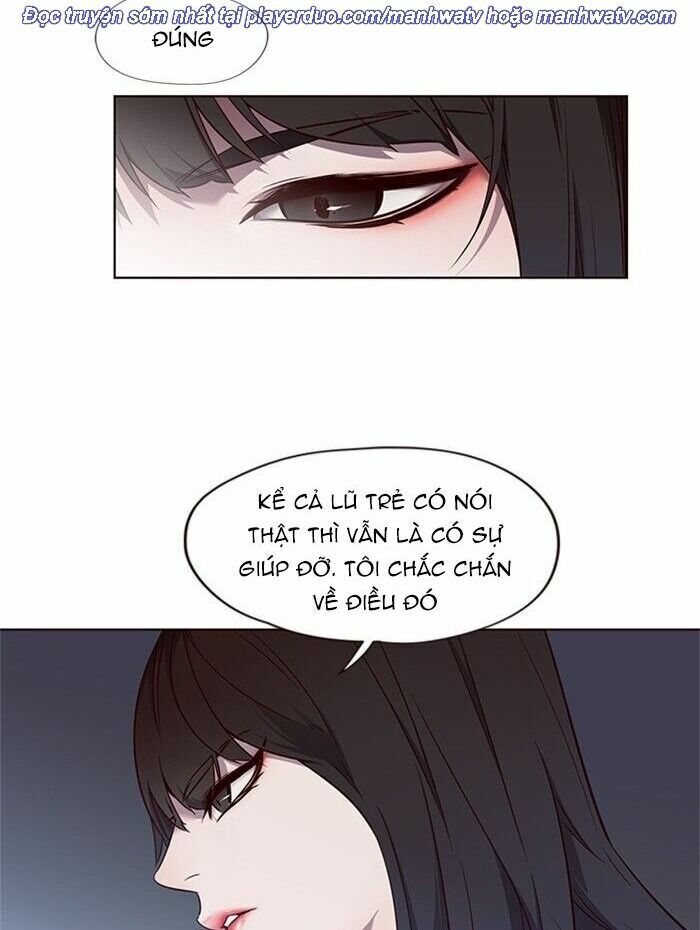 Đọc truyện sớm nhất tại playerduo.com/manhwatv hoặc manhwatv.com
ĐÚNG
KỂ CẢ LŨ TRẺ CÓ NÓI
THẬT THÌ VẪN LÀ CÓ SỰ
GIÚP ĐỠ. TÔI CHẮC CHẮN
VỀ ĐIỀU ĐÓ